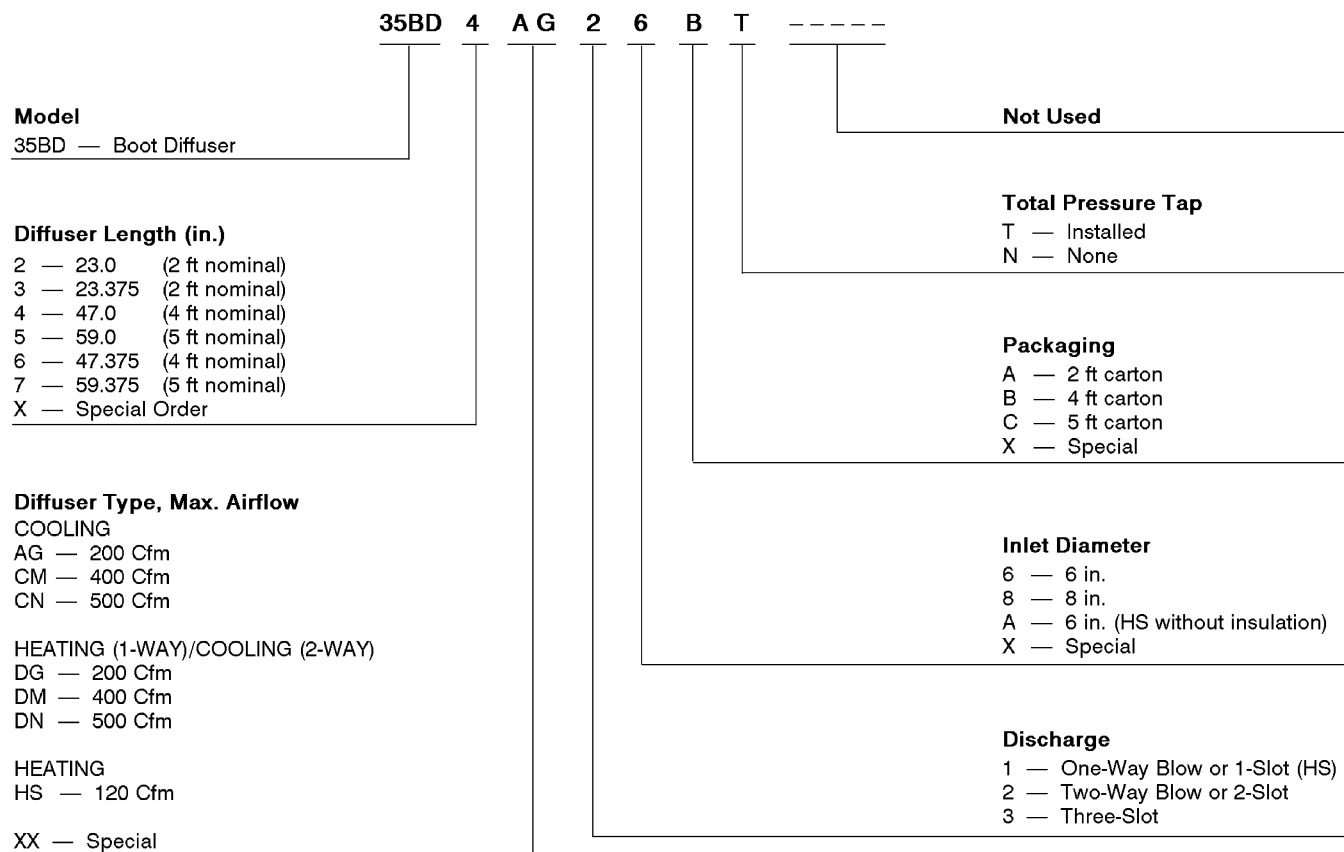 35BD 4 A G 2 6 B T - - - - -
Model
35BD — Boot Diffuser
Diffuser Length (in.)
2 — 23.0 (2 ft nominal)
3 — 23.375 (2 ft nominal)
4 — 47.0 (4 ft nominal)
5 — 59.0 (5 ft nominal)
6 — 47.375 (4 ft nominal)
7 — 59.375 (5 ft nominal)
X — Special Order
Diffuser Type, Max. Airflow
COOLING
AG — 200 Cfm
CM — 400 Cfm
CN — 500 Cfm
HEATING (1-WAY)/COOLING (2-WAY)
DG — 200 Cfm
DM — 400 Cfm
DN — 500 Cfm
HEATING
HS — 120 Cfm
XX — Special
Not Used
Total Pressure Tap
T — Installed
N — None
Packaging
A — 2 ft carton
B — 4 ft carton
C — 5 ft carton
X — Special
Inlet Diameter
6 — 6 in.
8 — 8 in.
A — 6 in. (HS without insulation)
X — Special
Discharge
1 — One-Way Blow or 1-Slot (HS)
2 — Two-Way Blow or 2-Slot
3 — Three-Slot